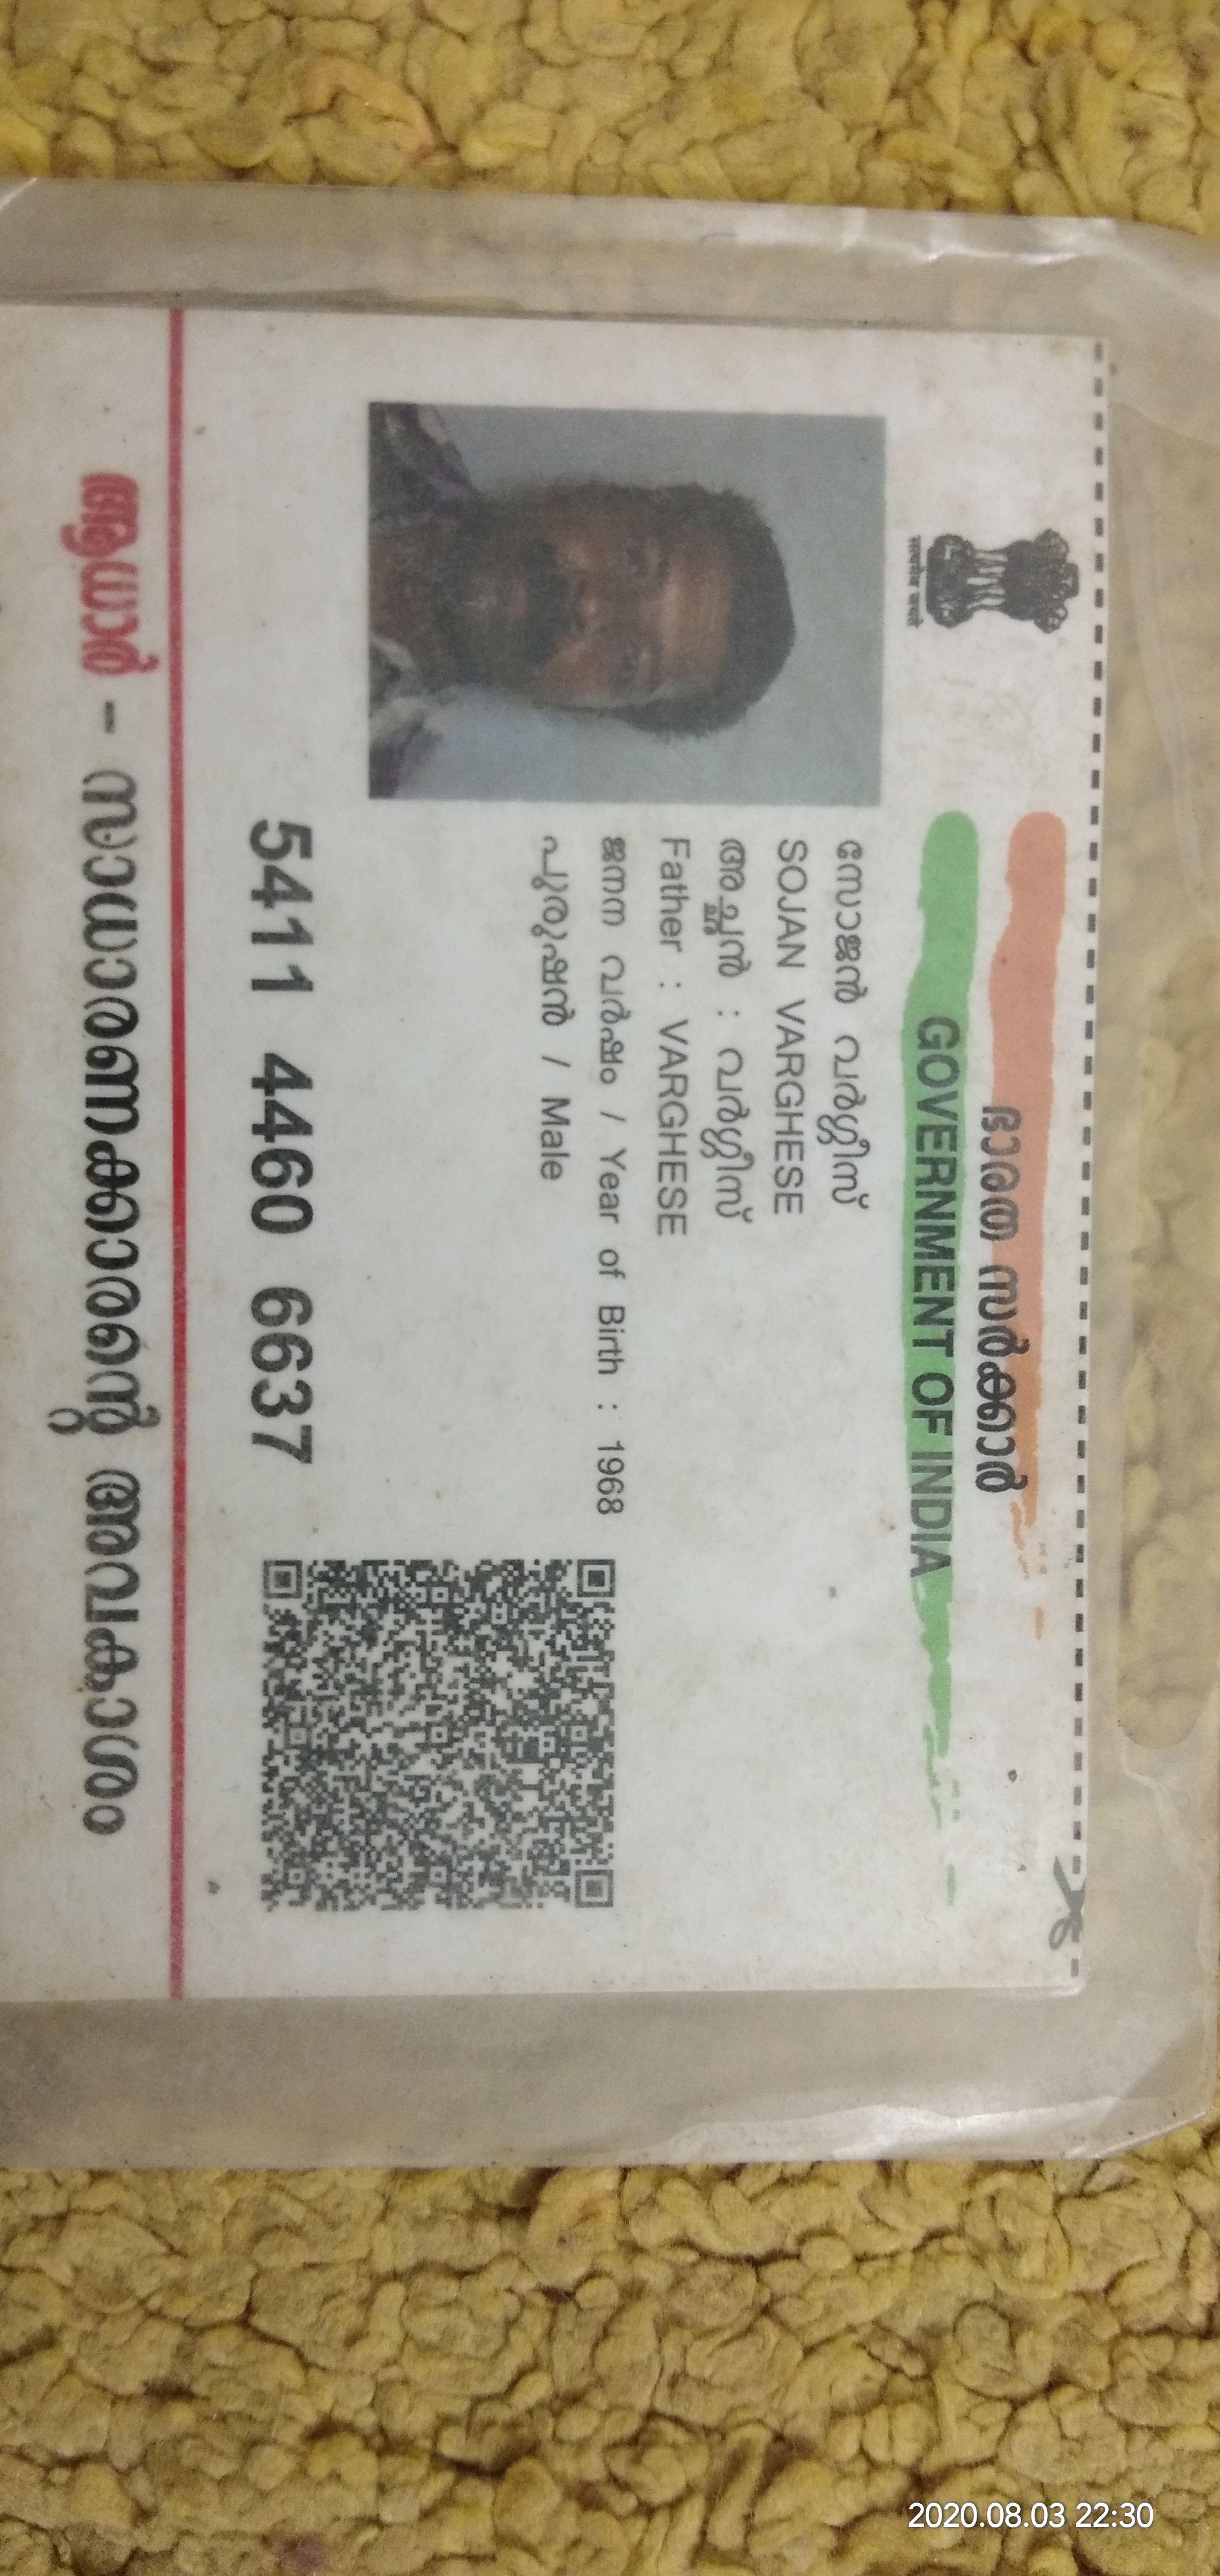 ഭാരത സർക്കാർ
GOVERNMENT OF INDIA
सत्यमेव जयते
സോജൻ വർഗ്ഗീസ്
SOJAN VARGHESE
അച്ഛൻ : വർഗ്ഗീസ്
Father : VARGHESE
ജനന വർഷം / Year of Birth : 1968
പുരുഷൻ / Male
5411 4460 6637
ആധാർ - സാധാരണക്കാരന്റെ അവകാശം
2020.08.03 22:30